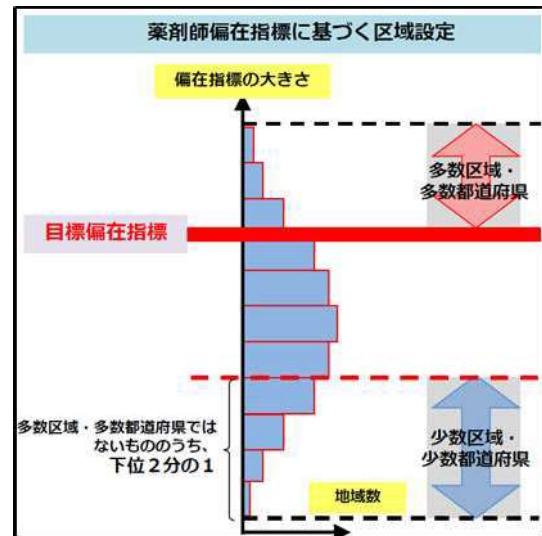 薬剤師偏在指標に基づく区域設定
偏在指標の大きさ
多数区域・
多数都道府県
目標偏在指標
多数区域・多数都道府県では
ないもののうち、
下位２分の１
少数区域・
少数都道府県
地域数